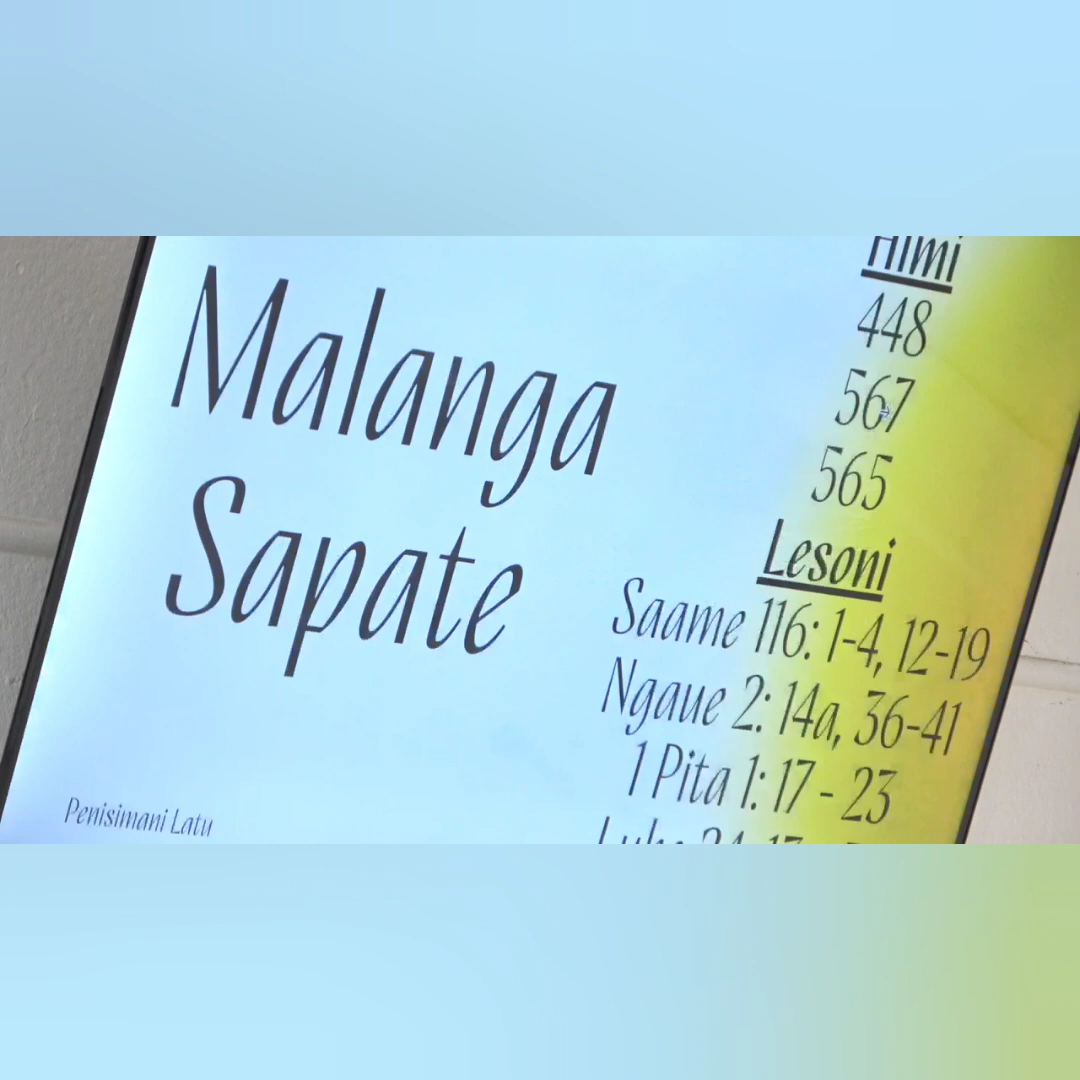 Malanga
Sapate
Penisimani Latu
Himi
448
567
565
Lesoni
Saame 116: 1-4, 12-19
Ngaue 2: 14a, 36-41
1 Pita 1: 17 - 23